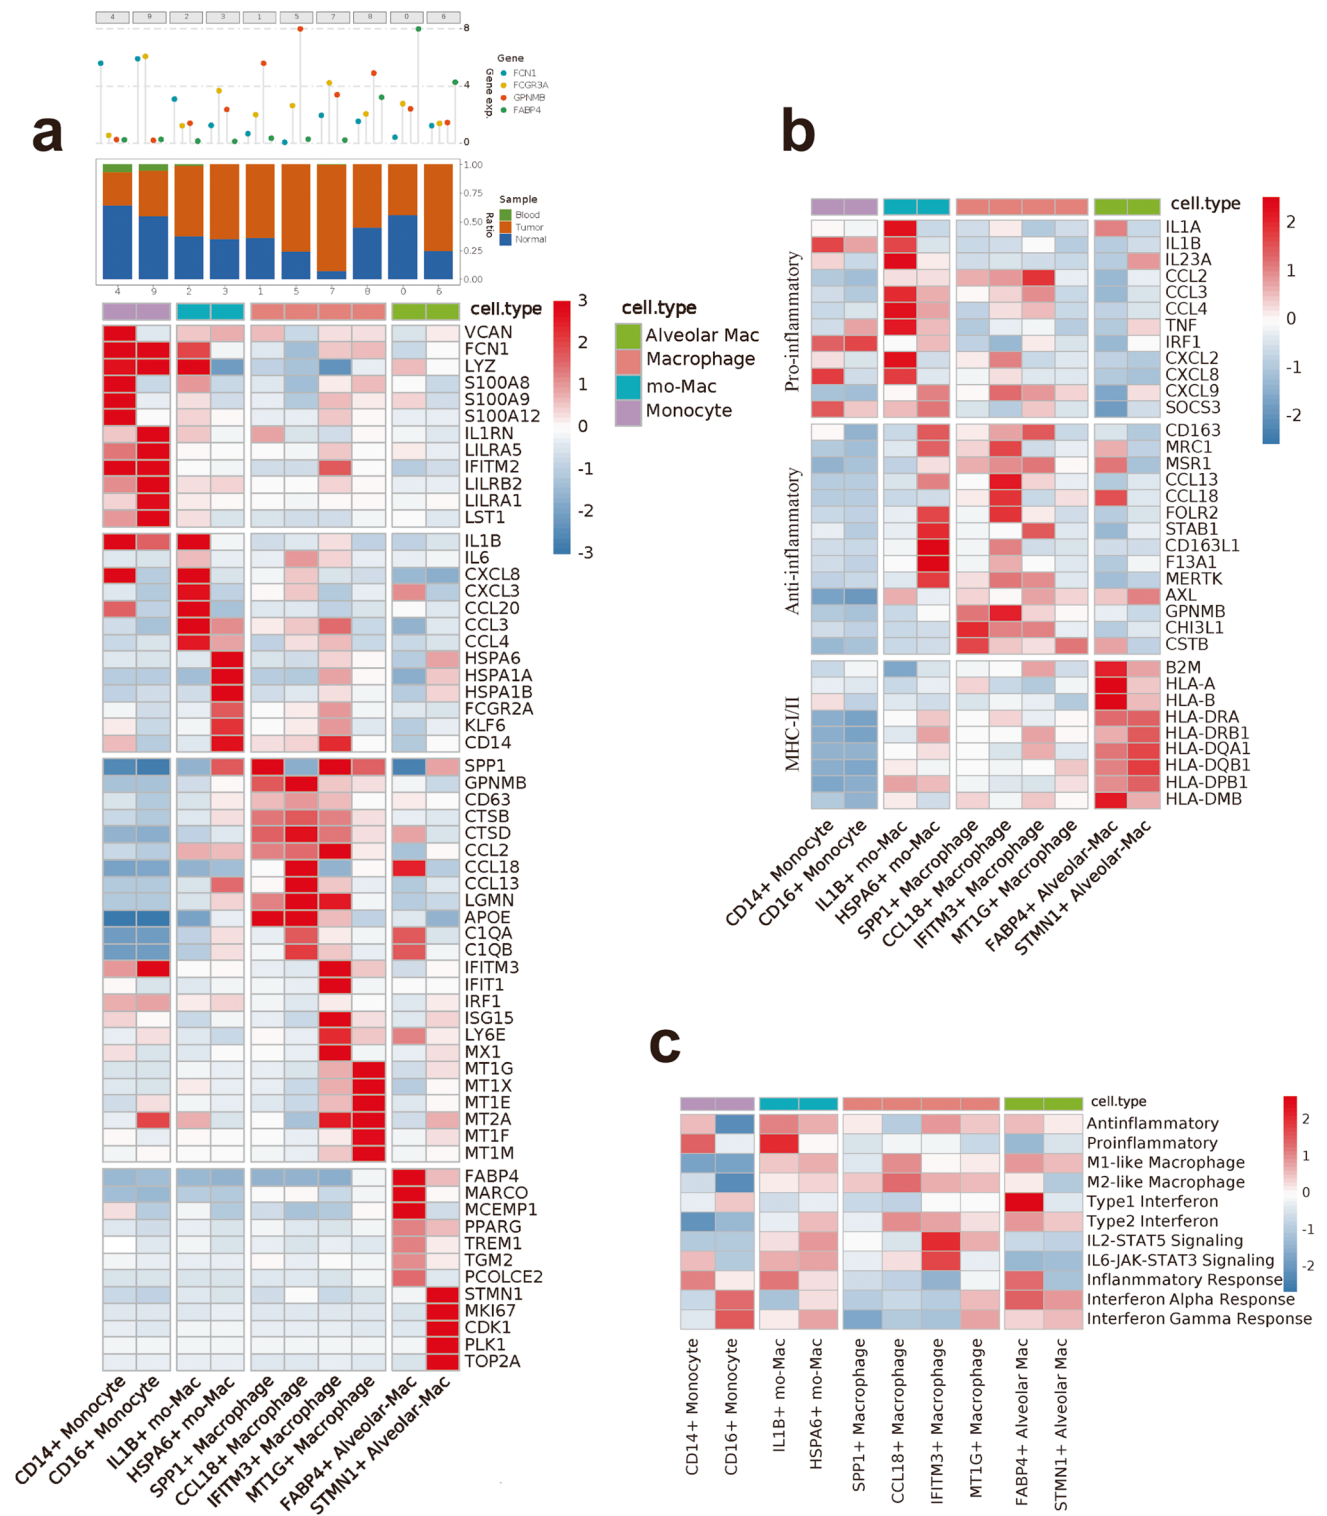 a
4 9 2 3 1 5 7 8 0 6
8
4
0
Gene exp.
Gene
FCN1
FCGR3A
GPNMB
FABP4
1.00
0.75
0.50
0.25
0.00
Ratio
Sample
Blood
Tumor
Normal
4 9 2 3 1 5 7 8 0 6
cell.type
VCAN
FCN1
LYZ
S100A8
S100A9
S100A12
IL1RN
LILRA5
IFITM2
LILRB2
LILRA1
LST1
IL1B
IL6
CXCL8
CXCL3
CCL20
CCL3
CCL4
HSPA6
HSPA1A
HSPA1B
FCGR2A
KLF6
CD14
SPP1
GPNMB
CD63
CTSB
CTSD
CCL2
CCL18
CCL13
LGMN
APOE
C1QA
C1QB
IFITM3
IFIT1
IRF1
ISG15
LY6E
MX1
MT1G
MT1X
MT1E
MT2A
MT1F
MT1M
FABP4
MARCO
MCEMP1
PPARG
TREM1
TGM2
PCOLCE2
STMN1
MKI67
CDK1
PLK1
TOP2A
3
2
1
0
-1
-2
-3
cell.type
Alveolar Mac
Macrophage
mo-Mac
Monocyte
CD14+ Monocyte
CD16+ Monocyte
IL1B+ mo-Mac
HSPA6+ mo-Mac
SPP1+ Macrophage
CCL18+ Macrophage
IFITM3+ Macrophage
MT1G+ Macrophage
FABP4+ Alveolar-Mac
STMN1+ Alveolar-Mac
b
cell.type
Pro-inflammatory
IL1A
IL1B
IL23A
CCL2
CCL3
CCL4
TNF
IRF1
CXCL2
CXCL8
CXCL9
SOCS3
Anti-inflammatory
CD163
MRC1
MSR1
CCL13
CCL18
FOLR2
STAB1
CD163L1
F13A1
MERTK
AXL
GPNMB
CHI3L1
CSTB
MHC-I/II
B2M
HLA-A
HLA-B
HLA-DRA
HLA-DRB1
HLA-DQA1
HLA-DQB1
HLA-DPB1
HLA-DMB
2
1
0
-1
-2
CD14+ Monocyte
CD16+ Monocyte
IL1B+ mo-Mac
HSPA6+ mo-Mac
SPP1+ Macrophage
CCL18+ Macrophage
IFITM3+ Macrophage
MT1G+ Macrophage
FABP4+ Alveolar-Mac
STMN1+ Alveolar-Mac
c
cell.type
Antinflammatory
Proinflammatory
M1-like Macrophage
M2-like Macrophage
Type1 Interferon
Type2 Interferon
IL2-STAT5 Signaling
IL6-JAK-STAT3 Signaling
Inflanmmatory Response
Interferon Alpha Response
Interferon Gamma Response
2
1
0
-1
-2
CD14+ Monocyte
CD16+ Monocyte
IL1B+ mo-Mac
HSPA6+ mo-Mac
SPP1+ Macrophage
CCL18+ Macrophage
IFITM3+ Macrophage
MT1G+ Macrophage
FABP4+ Alveolar Mac
STMN1+ Alveolar Mac